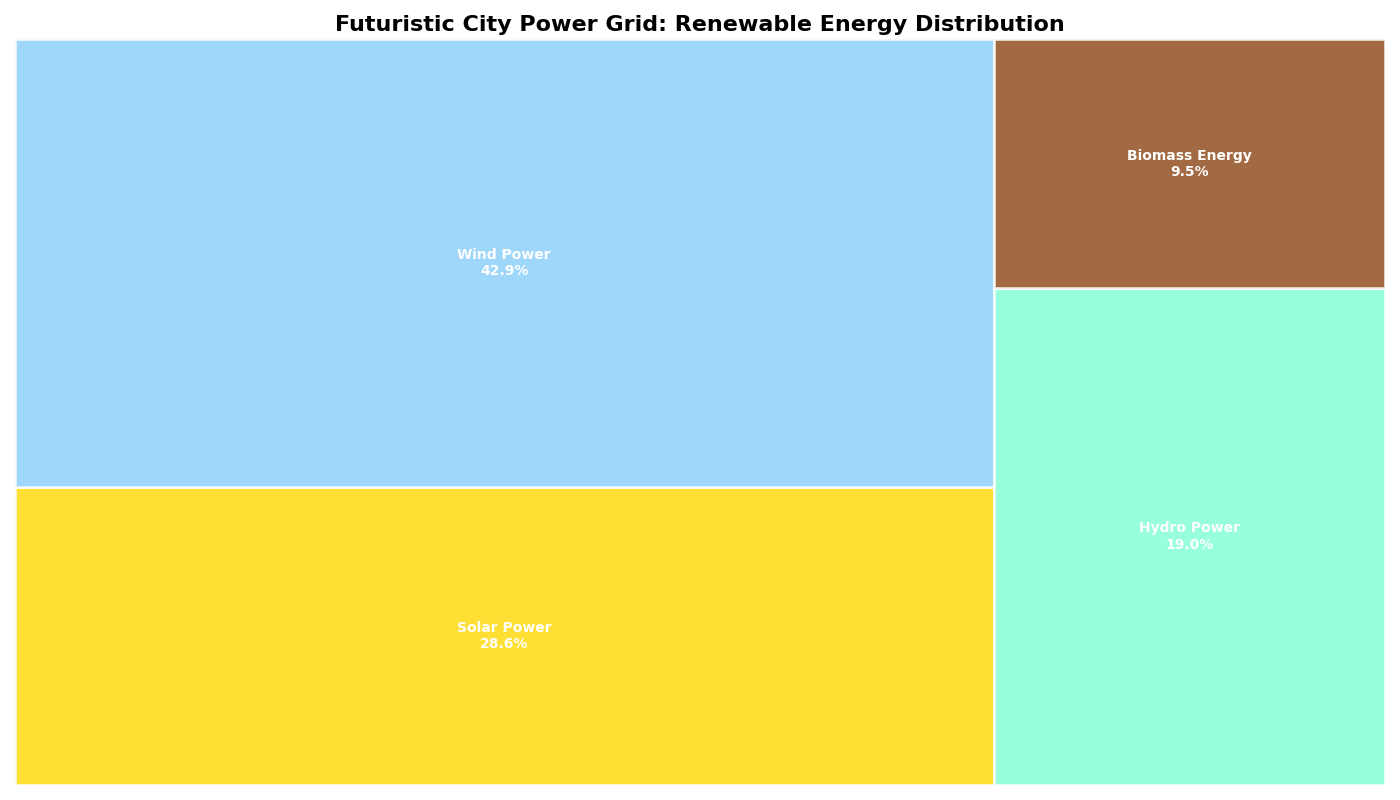 Futuristic City Power Grid: Renewable Energy Distribution
Wind Power
42.9%
Biomass Energy
9.5%
Solar Power
28.6%
Hydro Power
19.0%